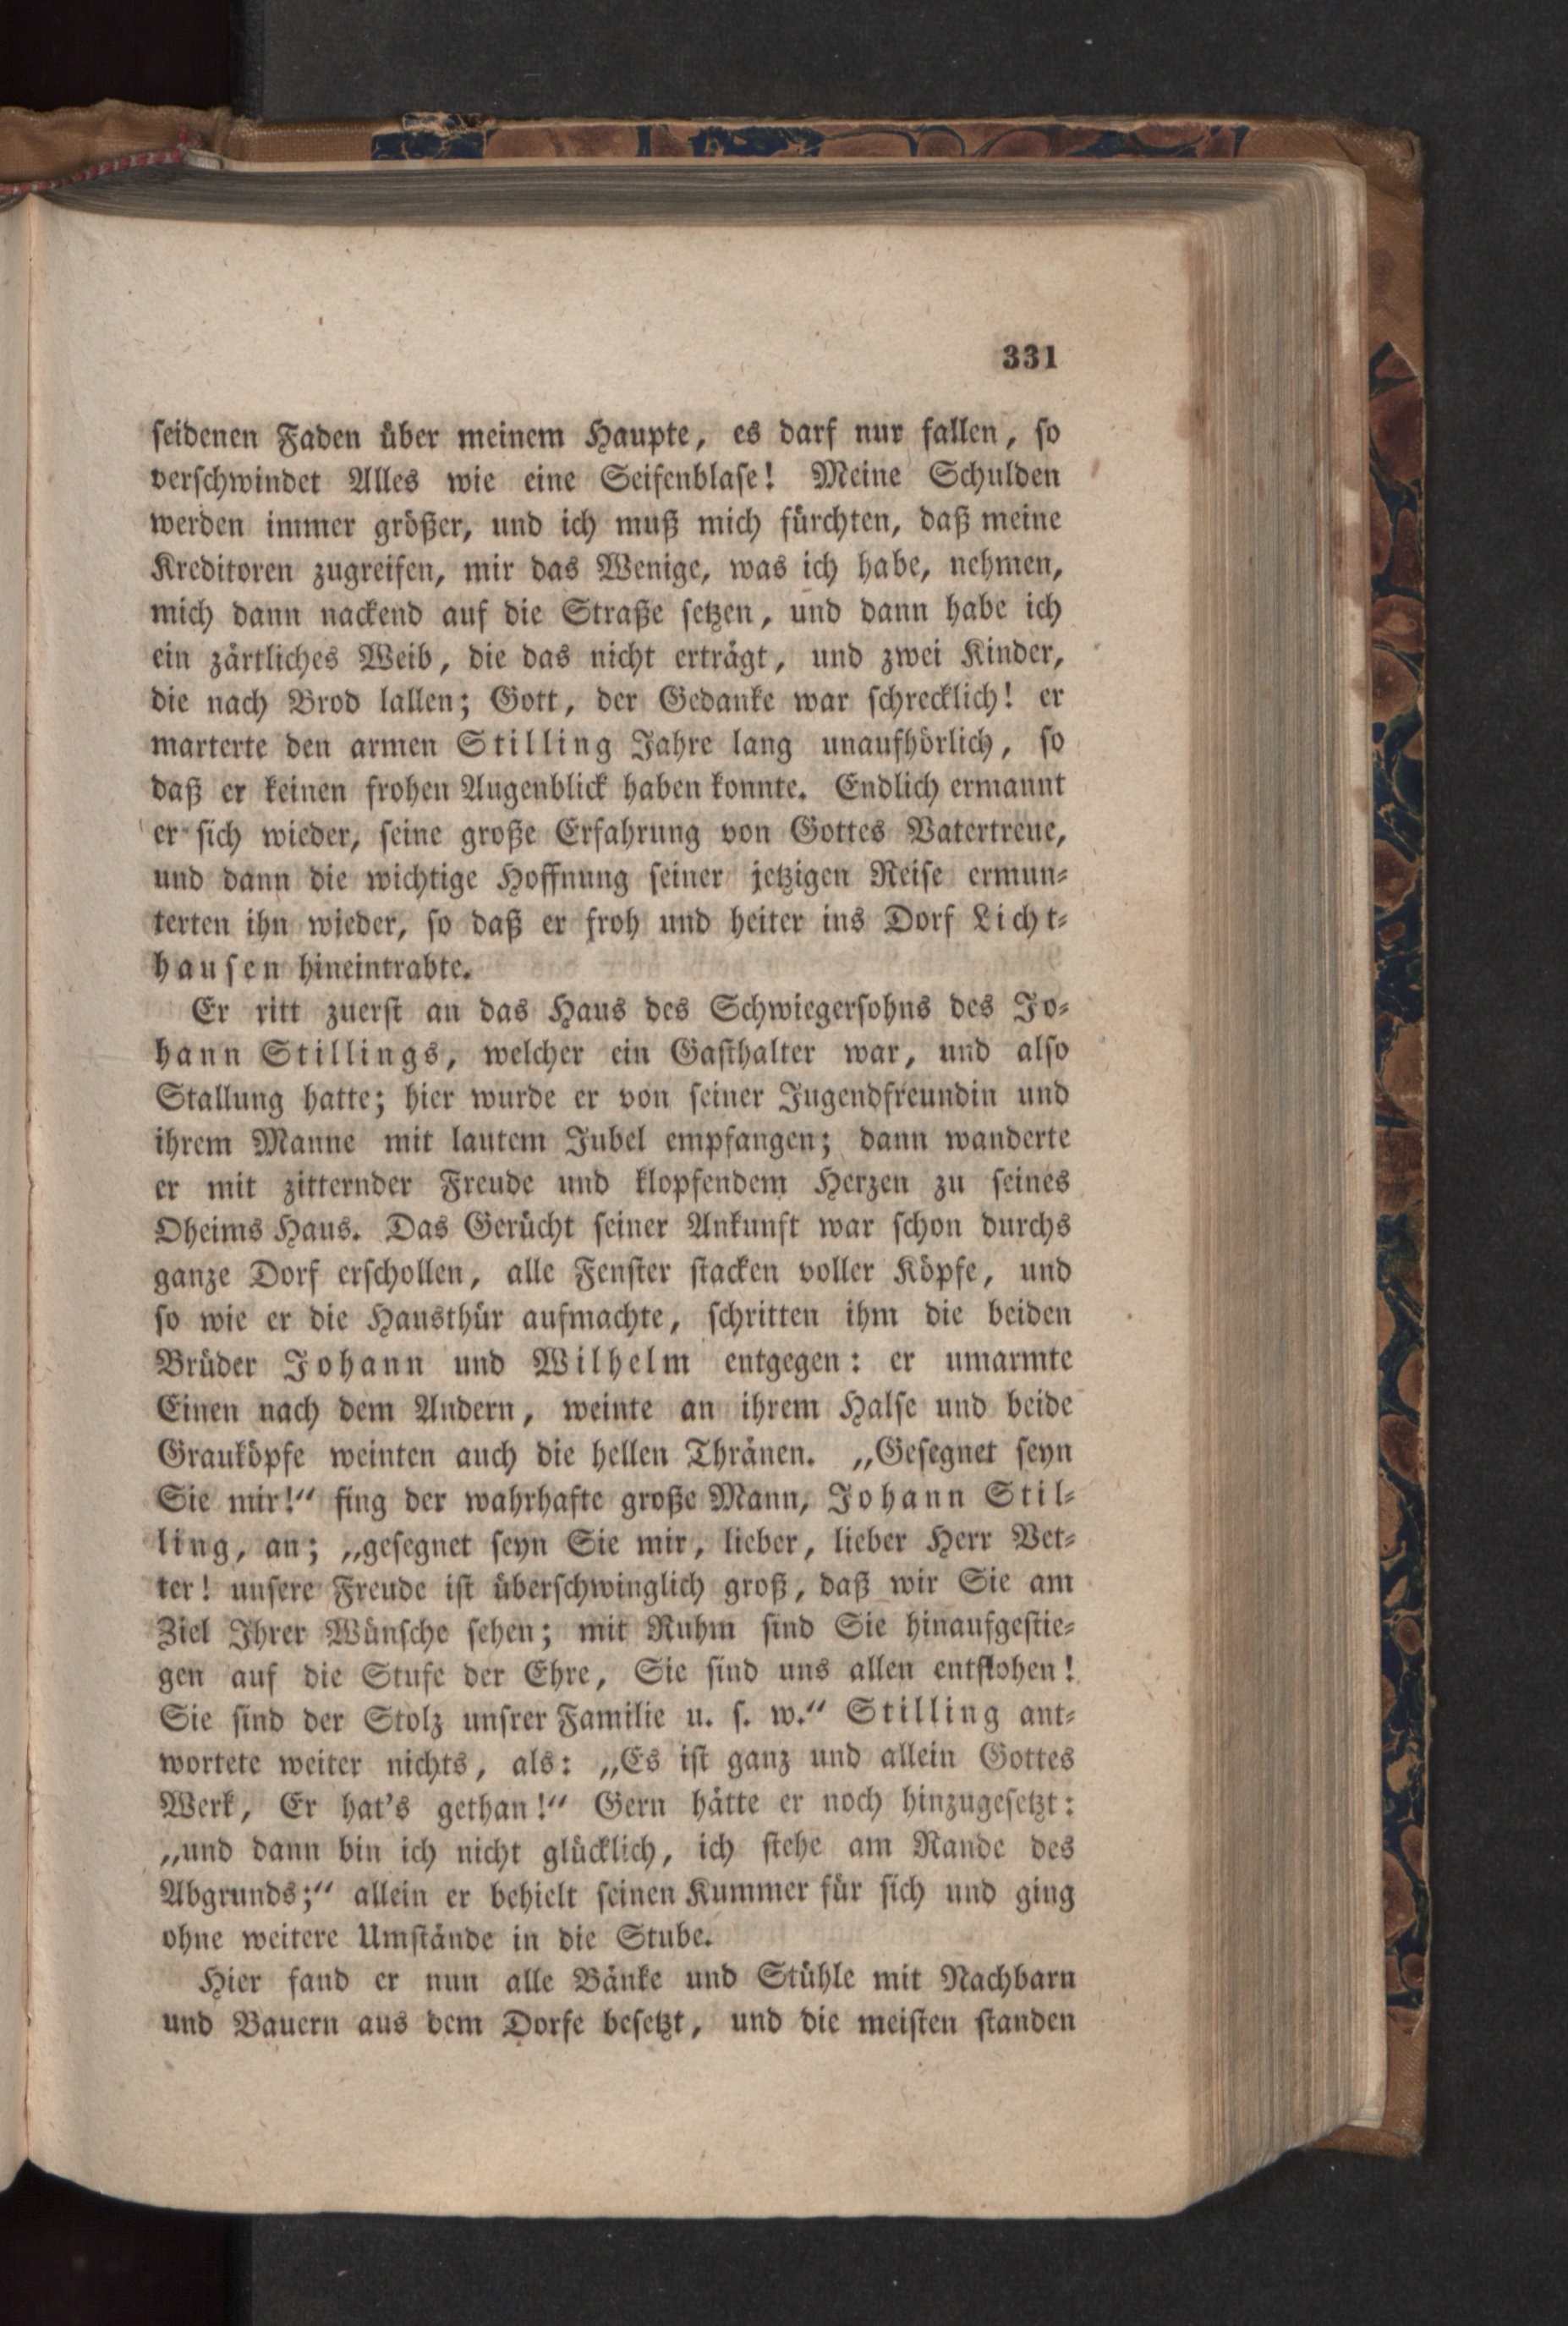 331
seidenen Faden über meinem Haupte, es darf nur fallen, so
verschwindet Alles wie eine Seifenblase! Meine Schulden
werden immer größer, und ich muß mich fürchten, daß meine
Kreditoren zugreifen, mir das Wenige, was ich habe, nehmen,
mich dann nackend auf die Straße setzen, und dann habe ich
ein zärtliches Weib, die das nicht erträgt, und zwei Kinder,
die nach Brod lallen; Gott, der Gedanke war schrecklich! er
marterte den armen Stilling Jahre lang unaufhörlich, so
daß er keinen frohen Augenblick haben konnte. Endlich ermannt
er sich wieder, seine große Erfahrung von Gottes Vatertreue,
und dann die wichtige Hoffnung seiner jetzigen Reise ermun-
terten ihn wieder, so daß er froh und heiter ins Dorf Licht-
hausen hineintrabte.
Er ritt zuerst an das Haus des Schwiegersohns des Jo-
hann Stillings, welcher ein Gasthalter war, und also
Stallung hatte; hier wurde er von seiner Jugendfreundin und
ihrem Manne mit lautem Jubel empfangen; dann wanderte
er mit zitternder Freude und klopfendem Herzen zu seines
Oheims Haus. Das Gerücht seiner Ankunft war schon durchs
ganze Dorf erschollen, alle Fenster stacken voller Köpfe, und
so wie er die Hausthür aufmachte, schritten ihm die beiden
Brüder Johann und Wilhelm entgegen: er umarmte
Einen nach dem Andern, weinte an ihrem Halse und beide
Grauköpfe weinten auch die hellen Thränen. „Gesegnet seyn
Sie mir!“ fing der wahrhafte große Mann, Johann Stil-
ling, an; „gesegnet seyn Sie mir, lieber, lieber Herr Vet-
ter! unsere Freude ist überschwinglich groß, daß wir Sie am
Ziel Ihrer Wünsche sehen; mit Ruhm sind Sie hinaufgestie-
gen auf die Stufe der Ehre, Sie sind uns allen entflohen!
Sie sind der Stolz unsrer Familie u. s. w.“ Stilling ant-
wortete weiter nichts, als: „Es ist ganz und allein Gottes
Werk, Er hat's gethan!“ Gern hätte er noch hinzugesetzt:
„und dann bin ich nicht glücklich, ich stehe am Rande des
Abgrunds;“ allein er behielt seinen Kummer für sich und ging
ohne weitere Umstände in die Stube.
Hier fand er nun alle Bänke und Stühle mit Nachbarn
und Bauern aus dem Dorfe besetzt, und die meisten standen